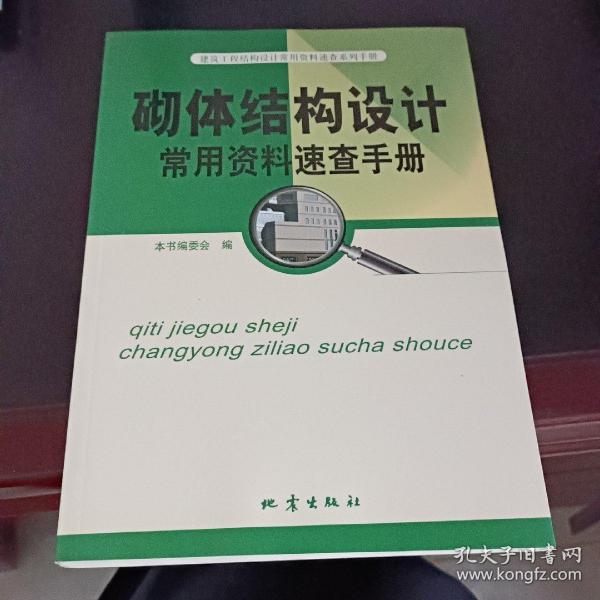 建筑工程结构设计常用资料速查系列手册
砌体结构设计
常用资料速查手册
本书编委会 编
qiti jiegou sheji
changyong ziliao sucha shouce
地震出版社
孔夫子旧书网
www.kongfz.com